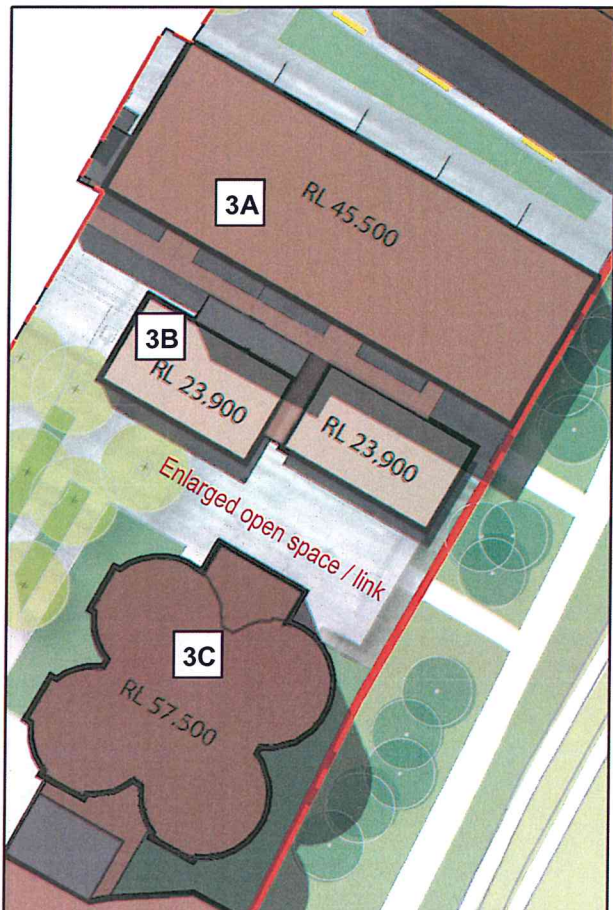 3A
RL 45.500
3B
RL 23,900
RL 23,900
Enlarged open space / link
3C
RL 57.500